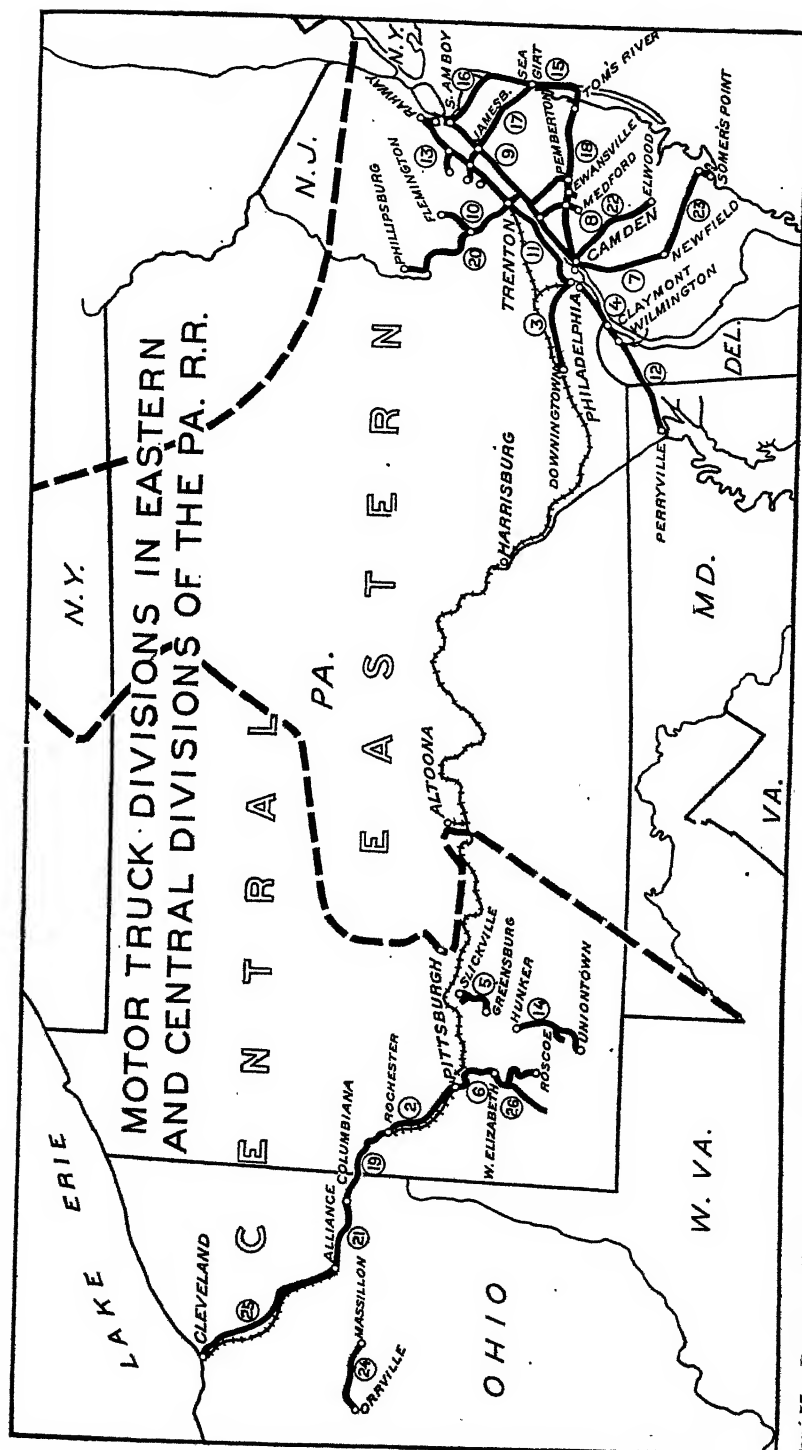 MOTOR TRUCK DIVISIONS IN EASTERN
AND CENTRAL DIVISIONS OF THE PA. R.R.
LAKE ERIE
N.Y.
N.J.
N.Y.
PA.
CENTRAL
EASTERN
OHIO
W. VA.
VA.
MD.
DEL.
CLEVELAND
25
ALLIANCE
21
COLUMBIANA
19
ROCHESTER
2
MASSILLON
24
ORRVILLE
PITTSBURGH
6
W. ELIZABETH
26
ROSCOE
SLICKVILLE
5
GREENSBURG
HUNKER
14
UNIONTOWN
ALTOONA
HARRISBURG
PHILLIPSBURG
FLEMINGTON
10
20
TRENTON
11
3
DOWNINGTOWN
PHILADELPHIA
RAHWAY
S. AMBOY
16
13
JAMESB.
17
9
SEA
GIRT
15
TOM'S RIVER
PEMBERTON
18
EWANSVILLE
MEDFORD
8
22
ELWOOD
CAMDEN
23
SOMER'S POINT
NEWFIELD
7
4
CLAYMONT
WILMINGTON
12
PERRYVILLE